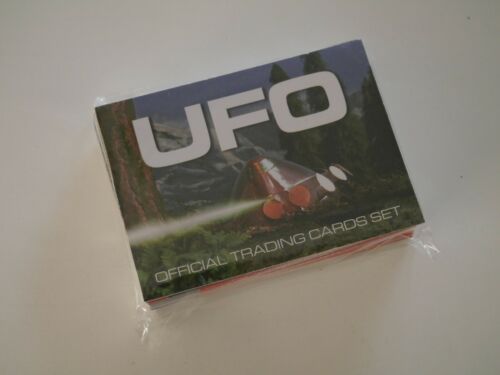 UFO
OFFICIAL TRADING CARDS SET